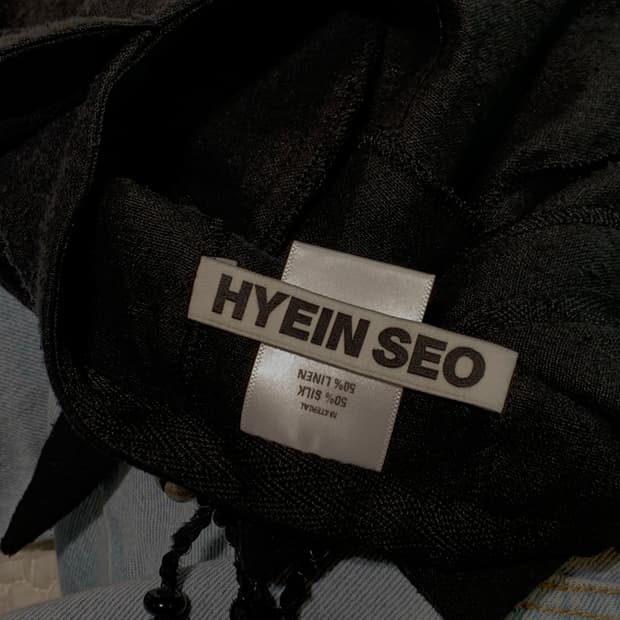 HYEIN SEO
MATERIAL
50% SILK
50% LINEN